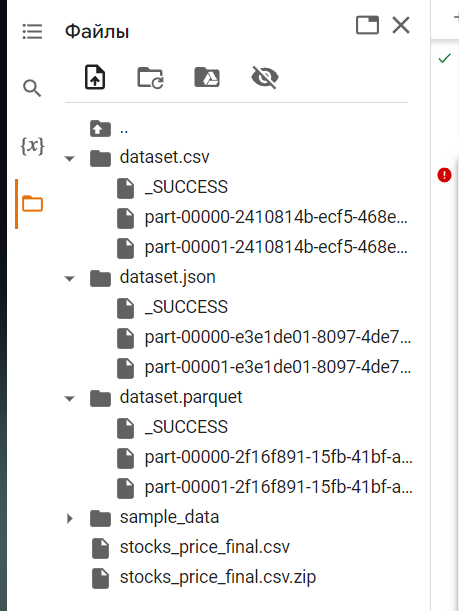 Файлы
{x}
..
dataset.csv
_SUCCESS
part-00000-2410814b-ecf5-468e...
part-00001-2410814b-ecf5-468e...
dataset.json
_SUCCESS
part-00000-e3e1de01-8097-4de7...
part-00001-e3e1de01-8097-4de7...
dataset.parquet
_SUCCESS
part-00000-2f16f891-15fb-41bf-a...
part-00001-2f16f891-15fb-41bf-a...
sample_data
stocks_price_final.csv
stocks_price_final.csv.zip